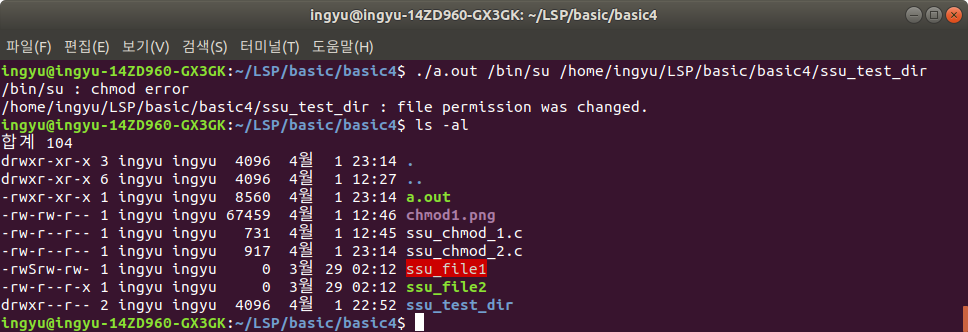 ingyu@ingyu-14ZD960-GX3GK: ~/LSP/basic/basic4
파일(F) 편집(E) 보기(V) 검색(S) 터미널(T) 도움말(H)
ingyu@ingyu-14ZD960-GX3GK:~/LSP/basic/basic4$ ./a.out /bin/su /home/ingyu/LSP/basic/basic4/ssu_test_dir
/bin/su : chmod error
/home/ingyu/LSP/basic/basic4/ssu_test_dir : file permission was changed.
ingyu@ingyu-14ZD960-GX3GK:~/LSP/basic/basic4$ ls -al
합계 104
drwxr-xr-x 3 ingyu ingyu  4096  4월  1 23:14 .
drwxr-xr-x 6 ingyu ingyu  4096  4월  1 12:27 ..
-rwxr-xr-x 1 ingyu ingyu  8560  4월  1 23:14 a.out
-rw-rw-r-- 1 ingyu ingyu 67459  4월  1 12:46 chmod1.png
-rw-r--r-- 1 ingyu ingyu   731  4월  1 12:45 ssu_chmod_1.c
-rw-r--r-- 1 ingyu ingyu   917  4월  1 23:14 ssu_chmod_2.c
-rwSrw-rw- 1 ingyu ingyu     0  3월 29 02:12 ssu_file1
-rw-r--r-x 1 ingyu ingyu     0  3월 29 02:12 ssu_file2
drwxr--r-- 2 ingyu ingyu  4096  4월  1 22:52 ssu_test_dir
ingyu@ingyu-14ZD960-GX3GK:~/LSP/basic/basic4$